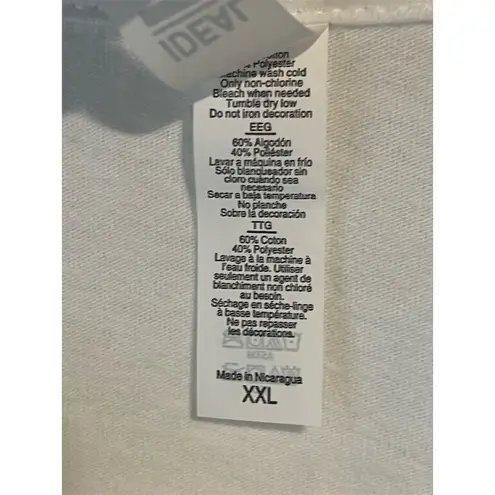 IDEAL
Polyester
Machine wash cold
Only non-chlorine
Bleach when needed
Tumble dry low
Do not iron decoration
EEG
60% Algodón
40% Poliéster
Lavar a máquina en frío
Sólo blanqueador sin
cloro cuando sea
necesario
Secar a baja temperatura
No planche
Sobre la decoración
TTG
60% Coton
40% Polyester
Lavage à la machine à
l'eau froide. Utiliser
seulement un agent de
blanchiment non chloré
au besoin.
Séchage en sèche-linge
à basse température.
Ne pas repasser
les décorations.
ASTM
Made in Nicaragua
XXL